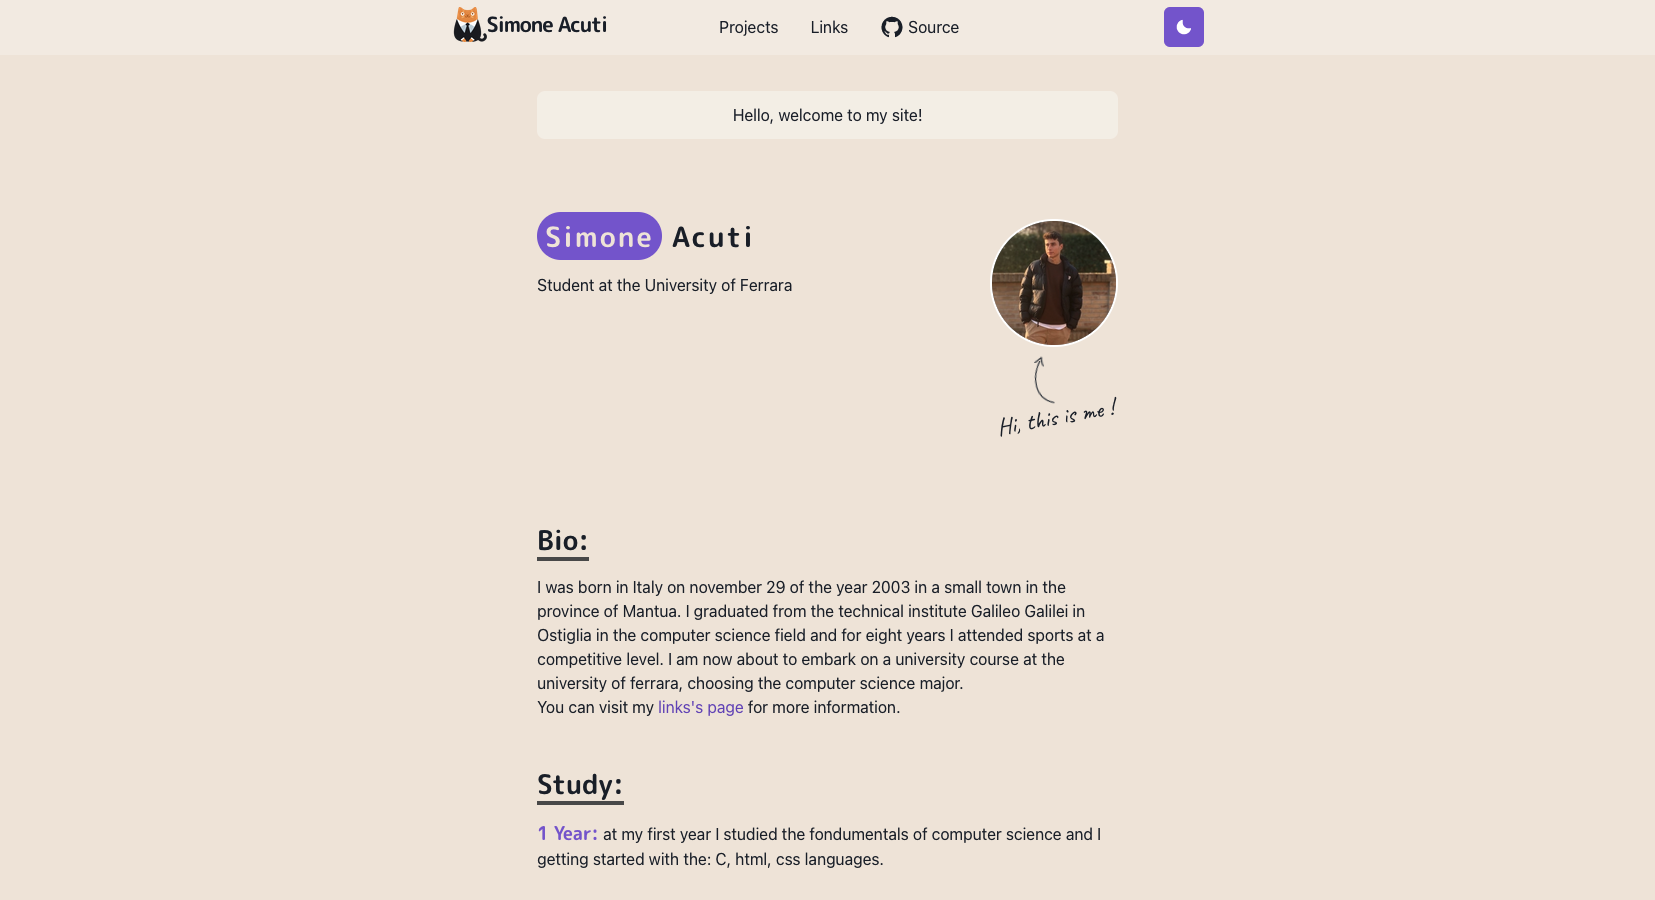 Simone Acuti
Projects
Links
Source
Hello, welcome to my site!
Simone Acuti
Student at the University of Ferrara
Hi, this is me !
Bio:
I was born in Italy on november 29 of the year 2003 in a small town in the
province of Mantua. I graduated from the technical institute Galileo Galilei in
Ostiglia in the computer science field and for eight years I attended sports at a
competitive level. I am now about to embark on a university course at the
university of ferrara, choosing the computer science major.
You can visit my links's page for more information.
Study:
1 Year: at my first year I studied the fondumentals of computer science and I
getting started with the: C, html, css languages.